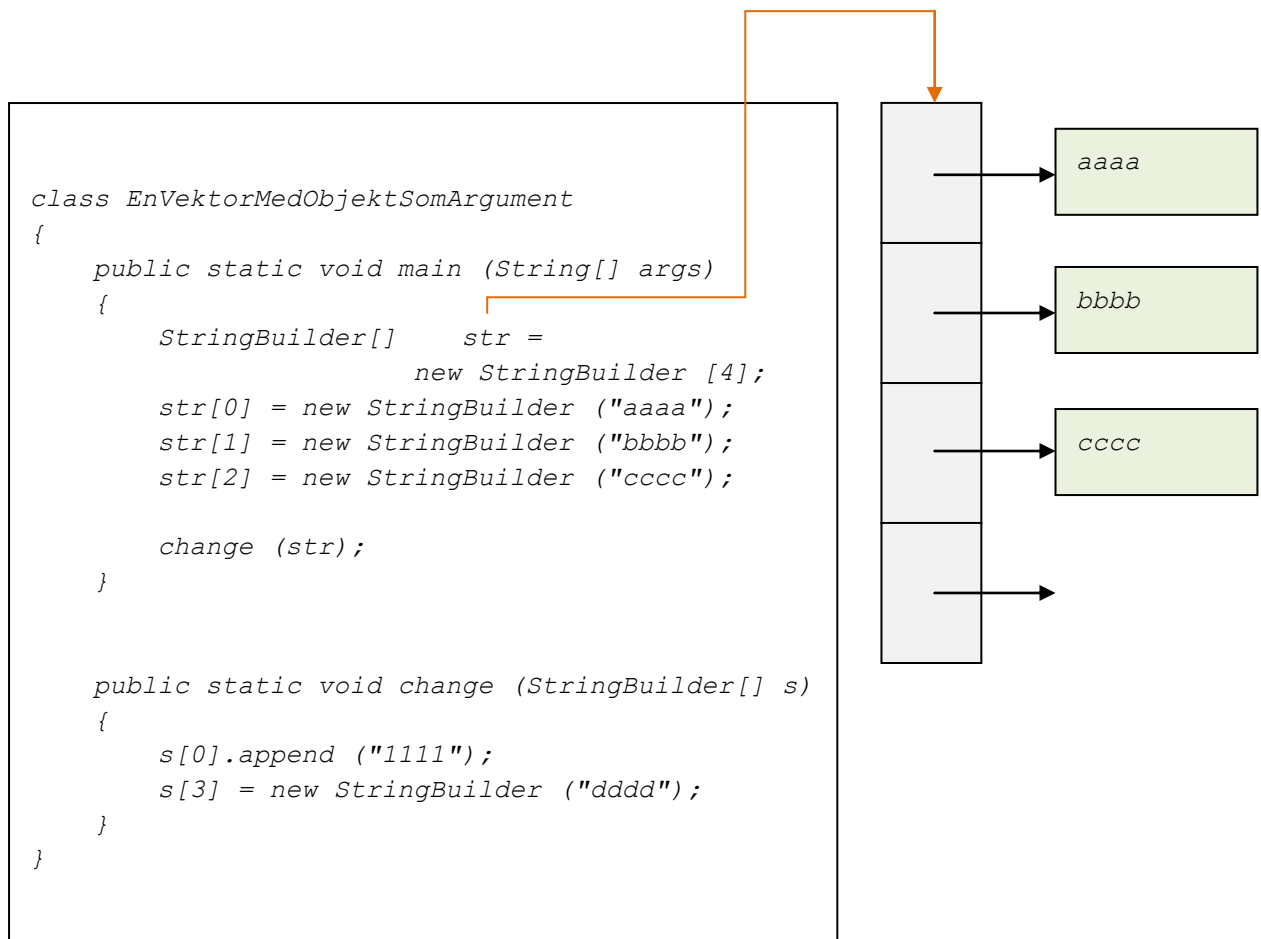 class EnVektorMedObjektSomArgument
{
    public static void main (String[] args)
    {
        StringBuilder[]    str =
                        new StringBuilder [4];
        str[0] = new StringBuilder ("aaaa");
        str[1] = new StringBuilder ("bbbb");
        str[2] = new StringBuilder ("cccc");
        change (str);
    }
    public static void change (StringBuilder[] s)
    {
        s[0].append ("1111");
        s[3] = new StringBuilder ("dddd");
    }
}
aaaa
bbbb
cccc